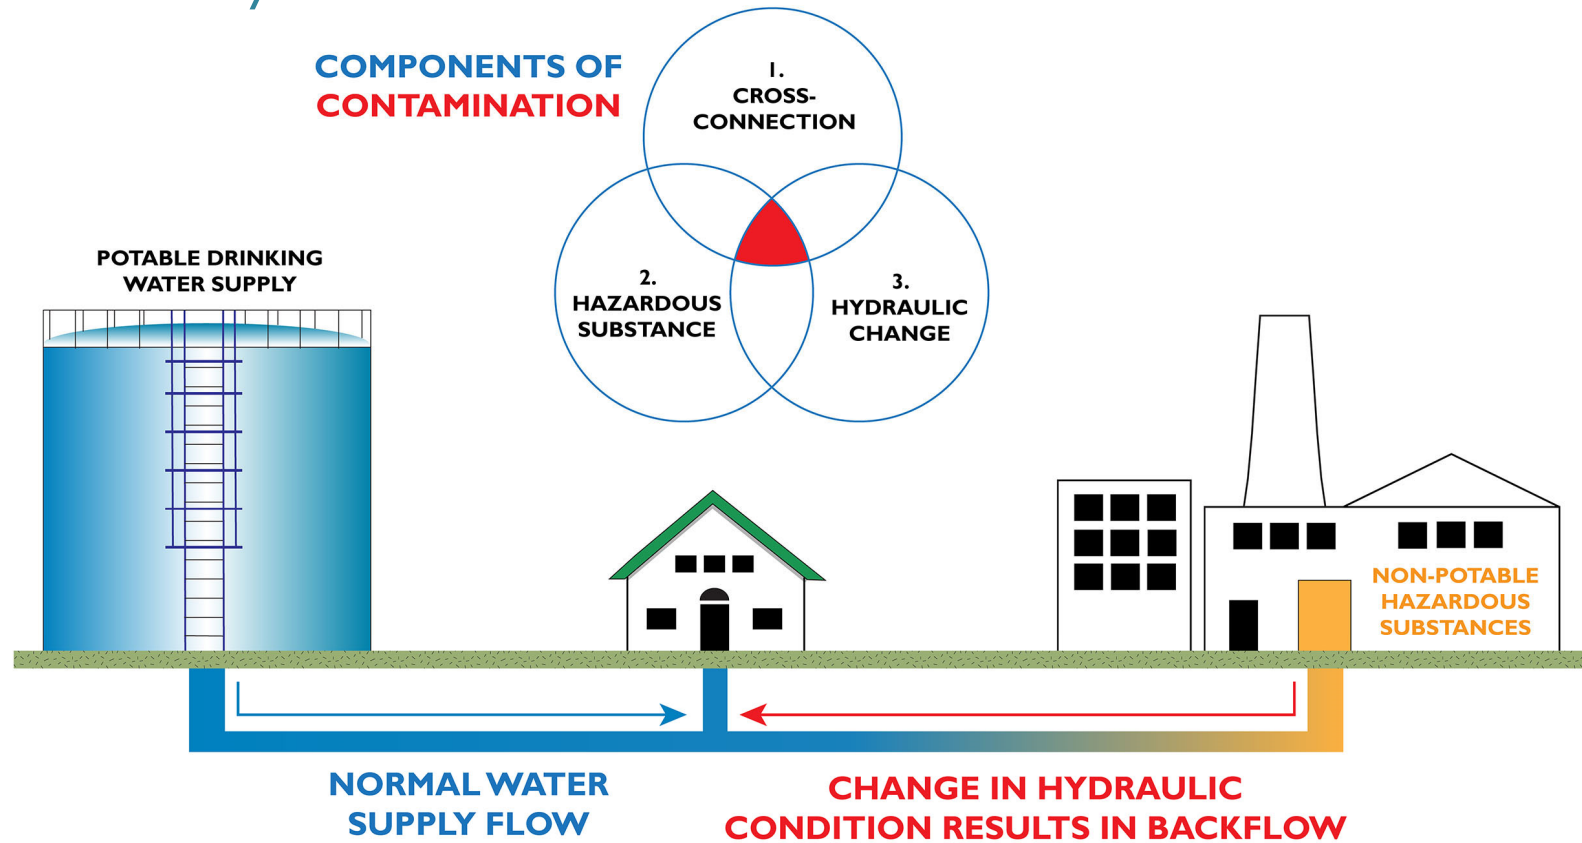 COMPONENTS OF
CONTAMINATION
1.
CROSS-
CONNECTION
2.
HAZARDOUS
SUBSTANCE
3.
HYDRAULIC
CHANGE
POTABLE DRINKING
WATER SUPPLY
NON-POTABLE
HAZARDOUS
SUBSTANCES
NORMAL WATER
SUPPLY FLOW
CHANGE IN HYDRAULIC
CONDITION RESULTS IN BACKFLOW